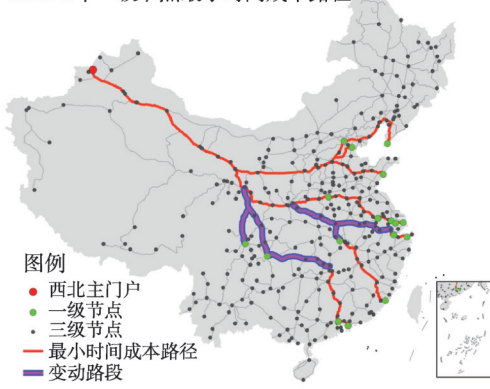 图例
西北主门户
一级节点
三级节点
最小时间成本路径
变动路段